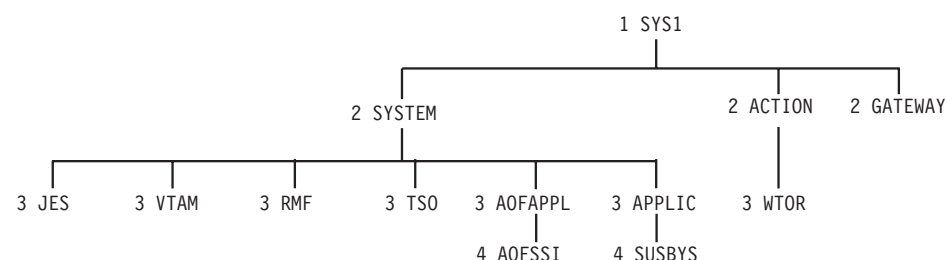 1 SYS1
2 SYSTEM
2 ACTION
2 GATEWAY
3 JES
3 VTAM
3 RMF
3 TSO
3 AOFAPPL
3 APPLIC
3 WTOR
4 AOFSSI
4 SUSBYS